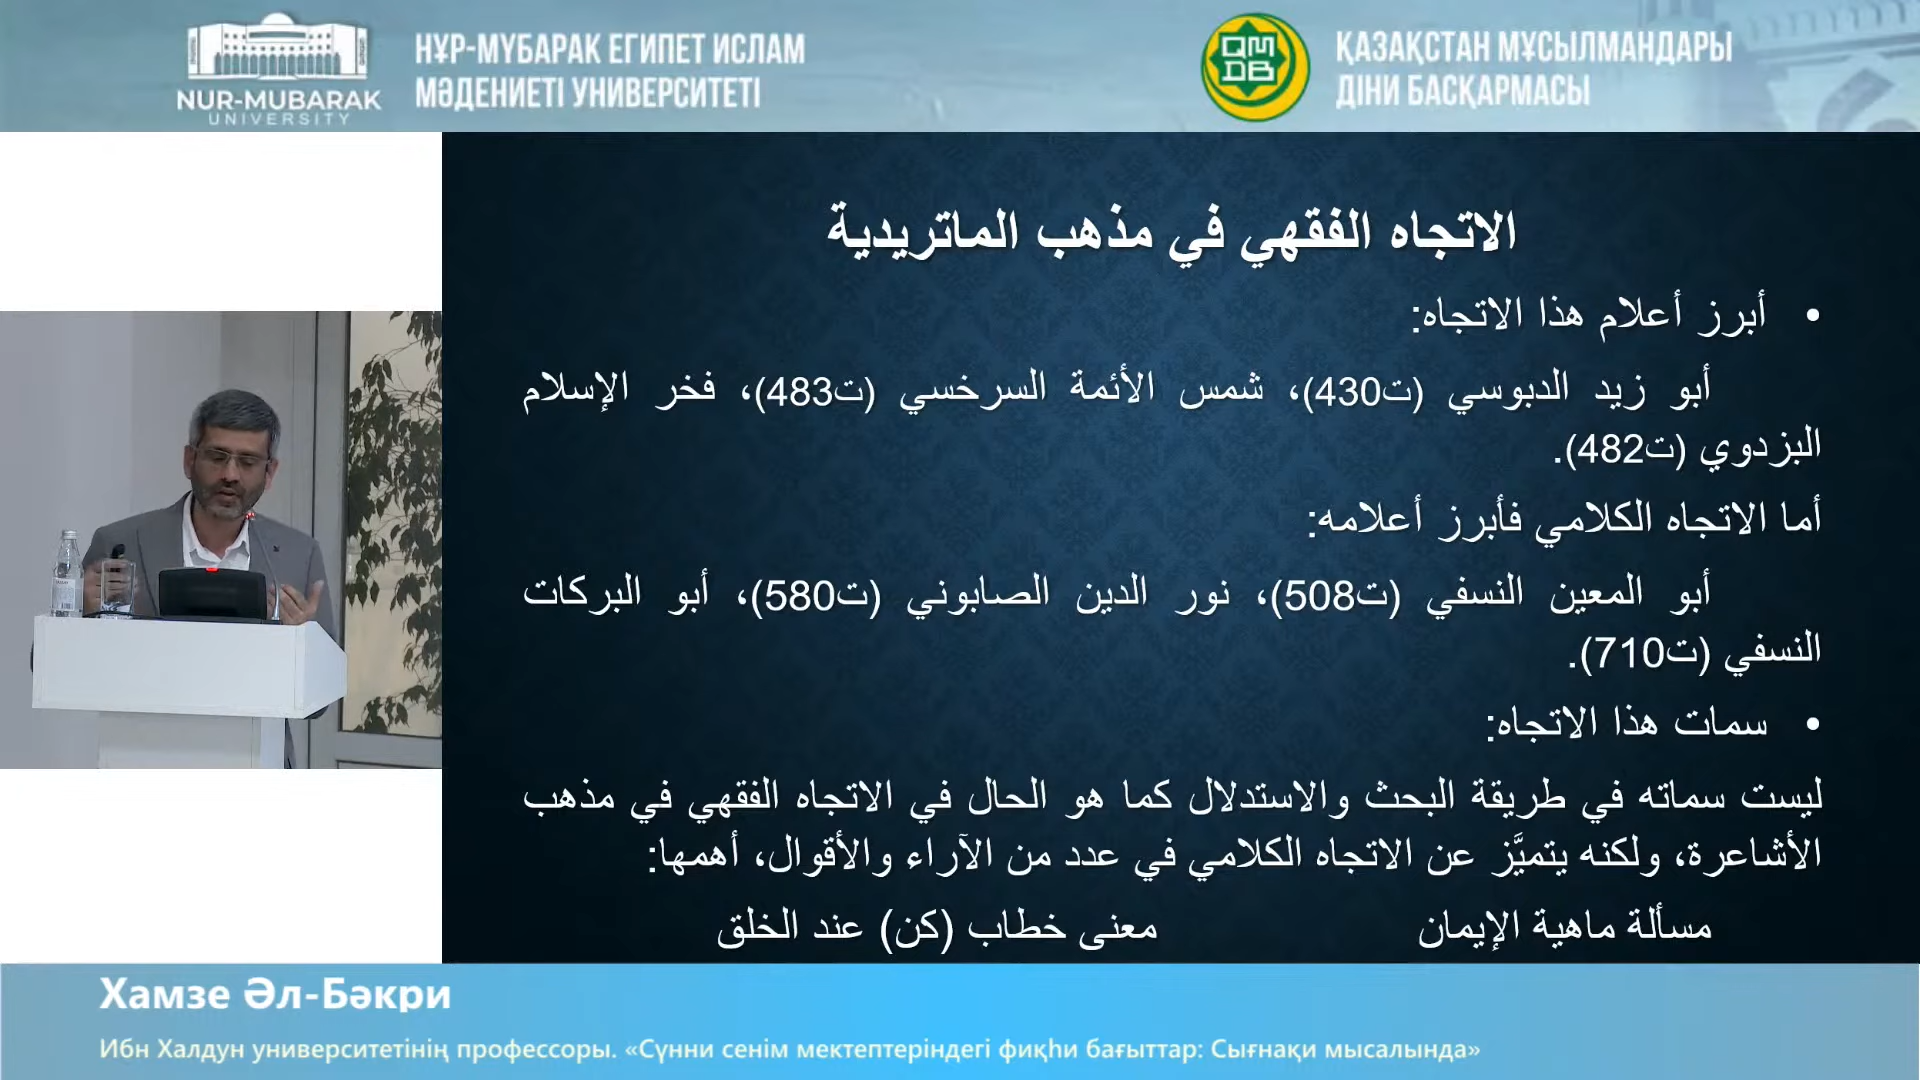 НҰР-МҮБАРАК ЕГИПЕТ ИСЛАМ
МӘДЕНИЕТІ УНИВЕРСИТЕТІ
NUR-MUBARAK
UNIVERSITY
QM
DB
ҚАЗАҚСТАН МҰСЫЛМАНДАРЫ
ДІНИ БАСҚАРМАСЫ
الاتجاه الفقهي في مذهب الماتريدية
• أبرز أعلام هذا الاتجاه:
أبو زيد الدبوسي (ت430)، شمس الأئمة السرخسي (ت483)، فخر الإسلام
البزدوي (ت482).
أما الاتجاه الكلامي فأبرز أعلامه:
أبو المعين النسفي (ت508)، نور الدين الصابوني (ت580)، أبو البركات
النسفي (ت710).
• سمات هذا الاتجاه:
ليست سماته في طريقة البحث والاستدلال كما هو الحال في الاتجاه الفقهي في مذهب
الأشاعرة، ولكنه يتميَّز عن الاتجاه الكلامي في عدد من الآراء والأقوال، أهمها:
مسألة ماهية الإيمان معنى خطاب (كن) عند الخلق
Хамзе Әл-Бәкри
Ибн Халдун университетінің профессоры. «Сүнни сенім мектептеріндегі фиқһи бағыттар: Сығнақи мысалында»